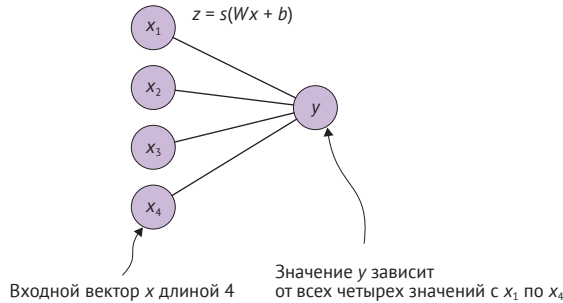 x₁
z = s(Wx + b)
x₂
y
x₃
x₄
Входной вектор x длиной 4
Значение y зависит
от всех четырех значений с x₁ по x₄